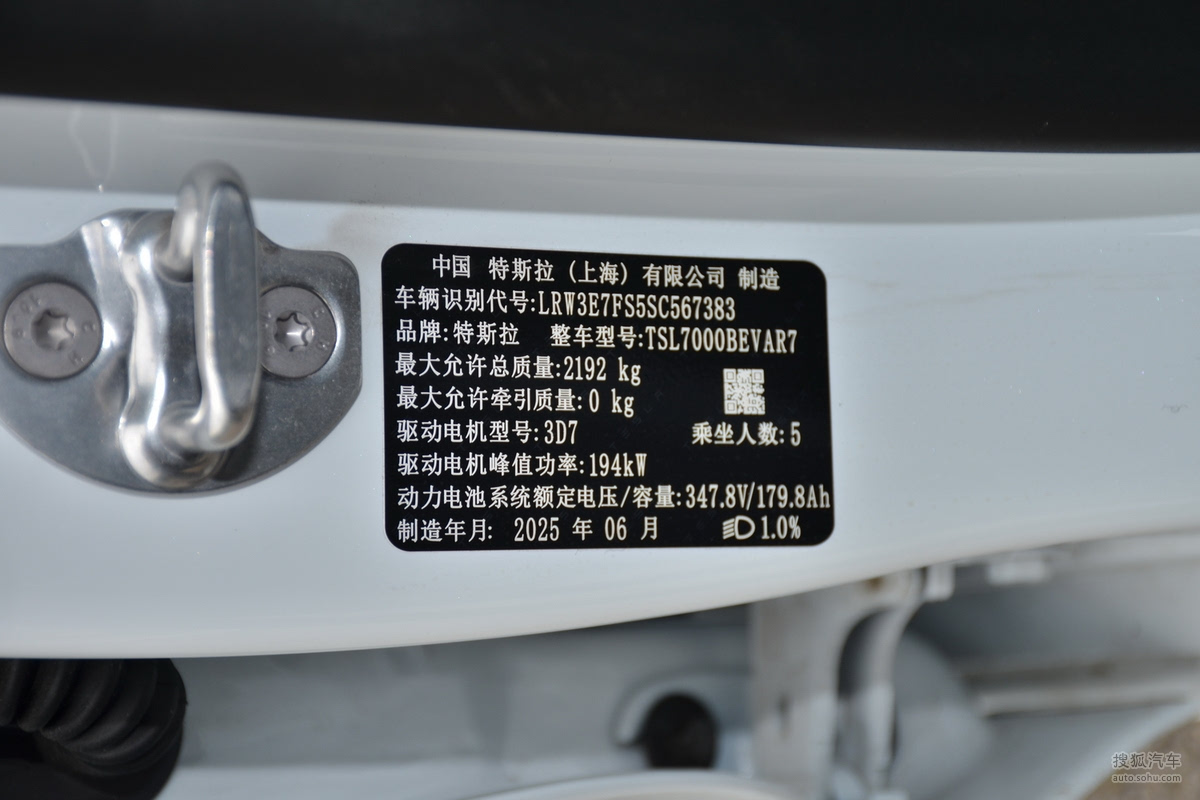 中国 特斯拉（上海）有限公司 制造
车辆识别代号:LRW3E7FS5SC567383
品牌:特斯拉 整车型号:TSL7000BEVAR7
最大允许总质量:2192 kg
最大允许牵引质量:0 kg
驱动电机型号:3D7 乘坐人数:5
驱动电机峰值功率:194kW
动力电池系统额定电压/容量:347.8V/179.8Ah
制造年月: 2025 年 06 月 1.0%
搜狐汽车
auto.sohu.com